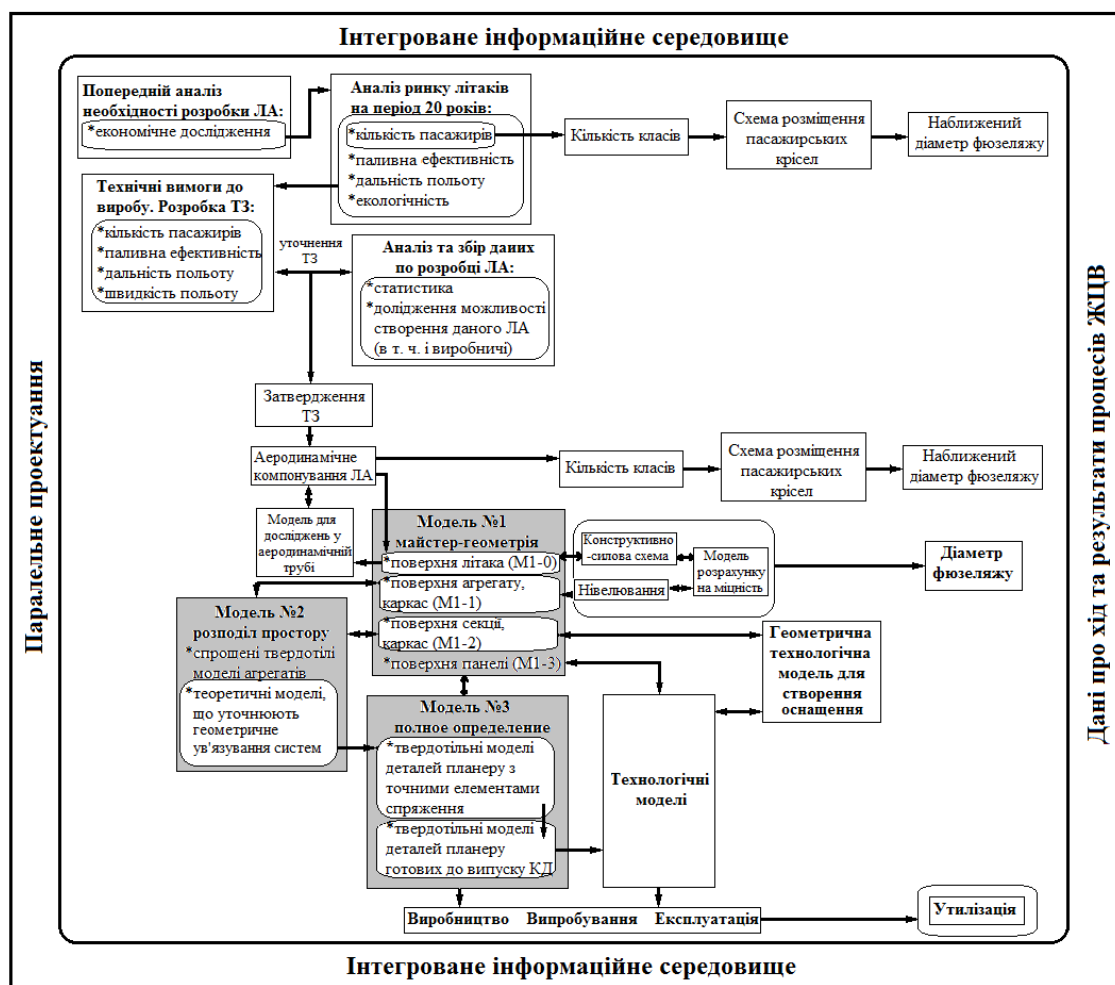 Інтегроване інформаційне середовище
Попередній аналіз
необхідності розробки ЛА:
*економічне дослідження
Аналіз ринку літаків
на період 20 років:
*кількість пасажирів
*паливна ефективність
*дальність польоту
*екологічність
Кількість класів
Схема розміщення
пасажирських
крісел
Наближений
діаметр фюзеляжу
Технічні вимоги до
виробу. Розробка ТЗ:
*кількість пасажирів
*паливна ефективність
*дальність польоту
*швидкість польоту
уточнення
ТЗ
Аналіз та збір даних
по розробці ЛА:
*статистика
*долідження можливості
створення даного ЛА
(в т. ч. і виробничі)
Затвердження
ТЗ
Аеродинамічне
компонування ЛА
Кількість класів
Схема розміщення
пасажирських
крісел
Наближений
діаметр фюзеляжу
Модель для
досліджень у
аеродинамічній
трубі
Модель №1
майстер-геометрія
*поверхня літака (М1-0)
*поверхня агрегату,
каркас (М1-1)
*поверхня секції,
каркас (М1-2)
*поверхня панелі (М1-3)
Конструктивно
-силова схема
Нівелювання
Модель
розрахунку
на міцність
Діаметр
фюзеляжу
Модель №2
розподіл простору
*спрошені твердотілі
моделі агрегатів
*теоретичні моделі,
що уточнюють
геометричне
ув'язування систем
Геометрична
технологічна
модель для
створення
оснащення
Модель №3
полное определение
*твердотільні моделі
деталей планеру з
точними елементами
спряження
*твердотільні моделі
деталей планеру
готових до випуску КД
Технологічні
моделі
Виробництво Випробування Експлуатація
Утилізація
Паралельне проектуання
Дані про хід та результати процесів ЖЦВ
Інтегроване інформаційне середовище